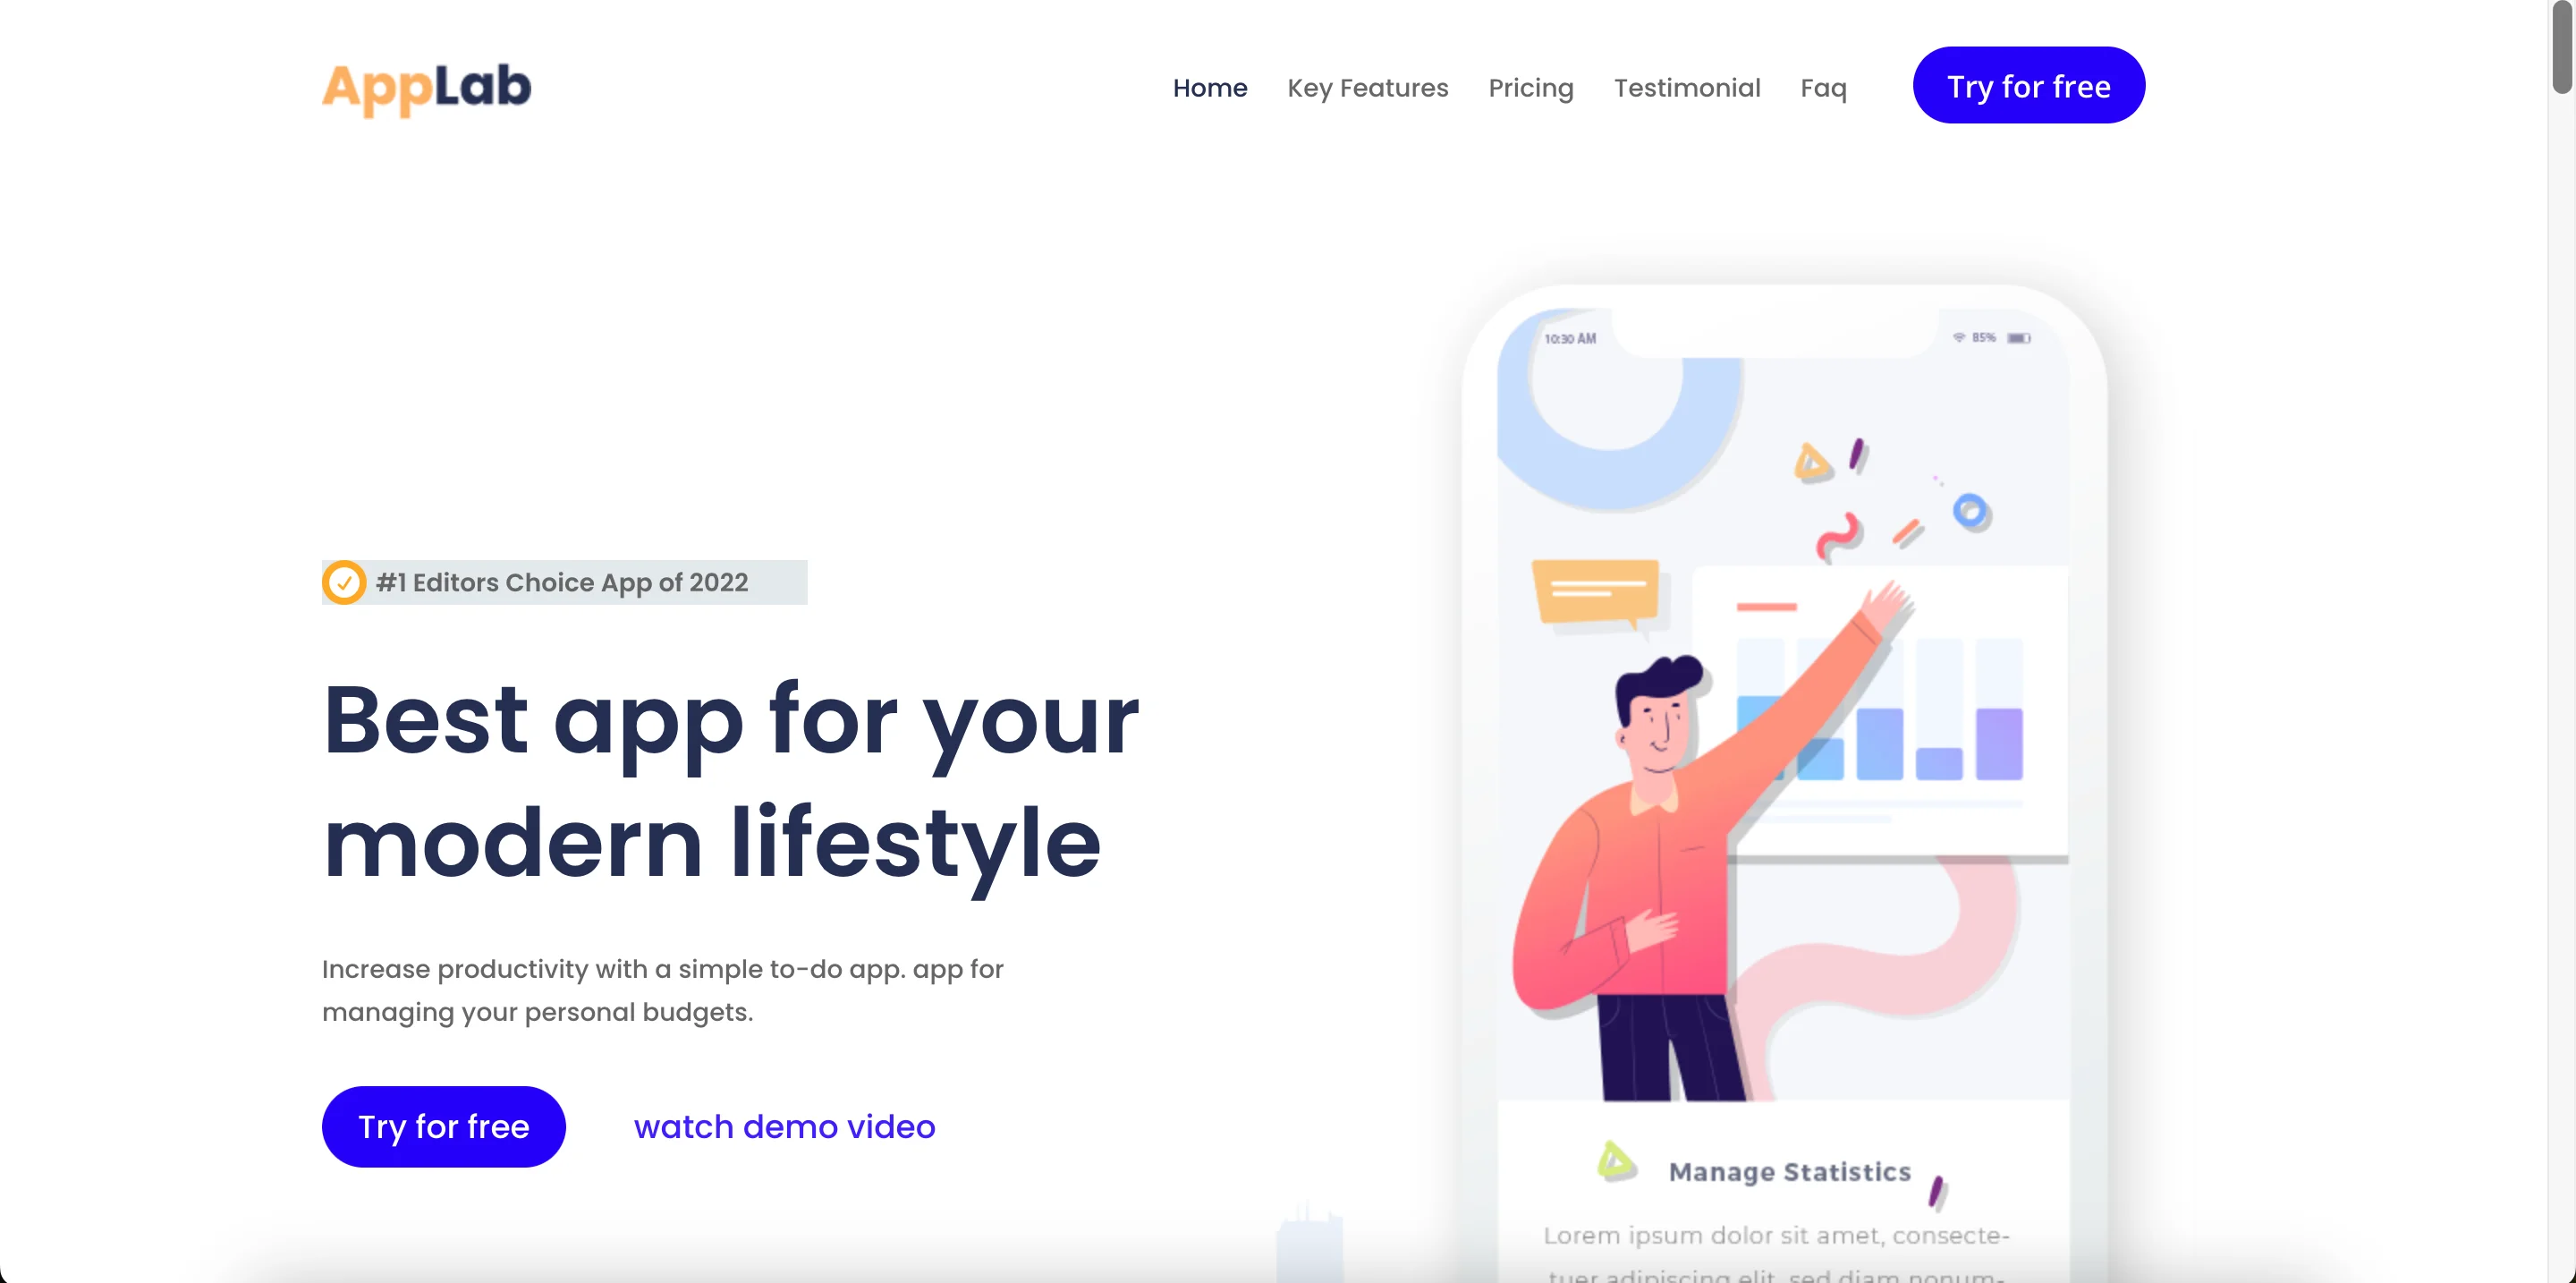 AppLab
Home
Key Features
Pricing
Testimonial
Faq
Try for free
#1 Editors Choice App of 2022
Best app for your
modern lifestyle
Increase productivity with a simple to-do app. app for
managing your personal budgets.
Try for free
watch demo video
10:30 AM
85%
Manage Statistics
Lorem ipsum dolor sit amet, consecte-
tuer adipiscing elit, sed diam nonum-